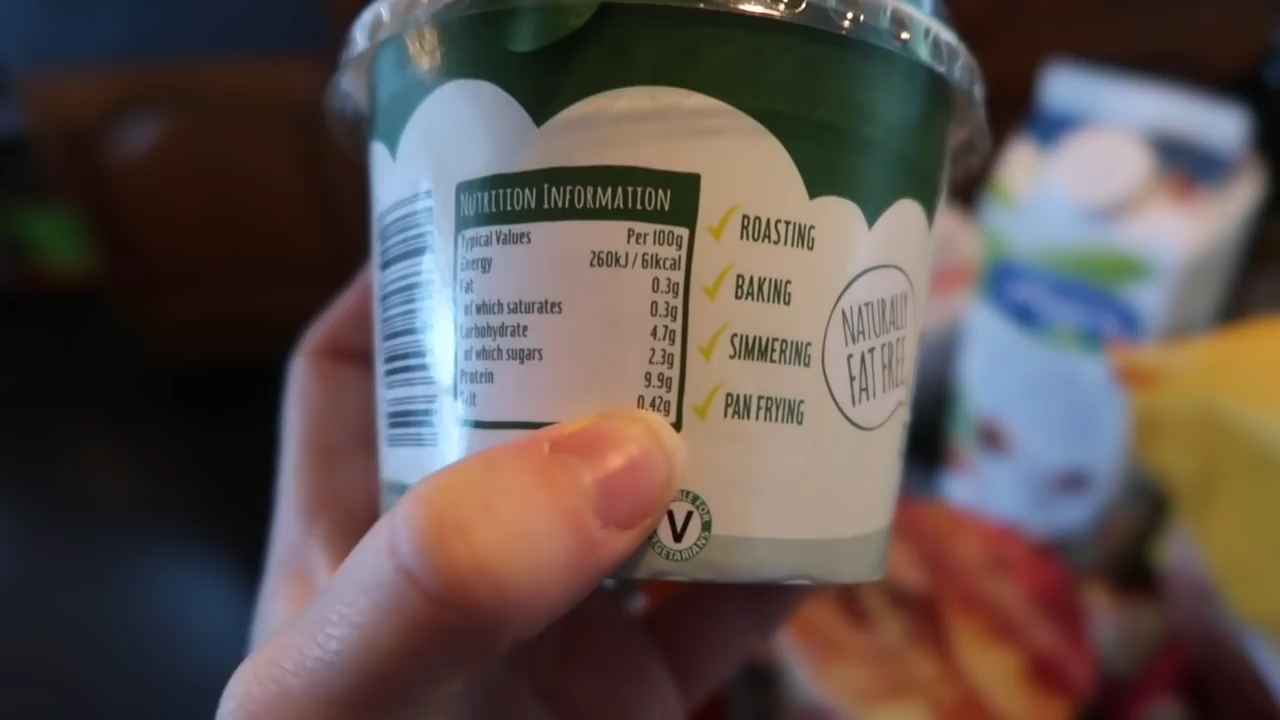 NUTRITION INFORMATION
Typical Values Per 100g
Energy 260kJ / 61kcal
Fat 0.3g
of which saturates 0.3g
Carbohydrate 4.7g
of which sugars 2.3g
Protein 9.9g
Salt 0.42g
ROASTING
BAKING
SIMMERING
PAN FRYING
NATURALLY
FAT FREE
V
FOR
VEGETARIANS